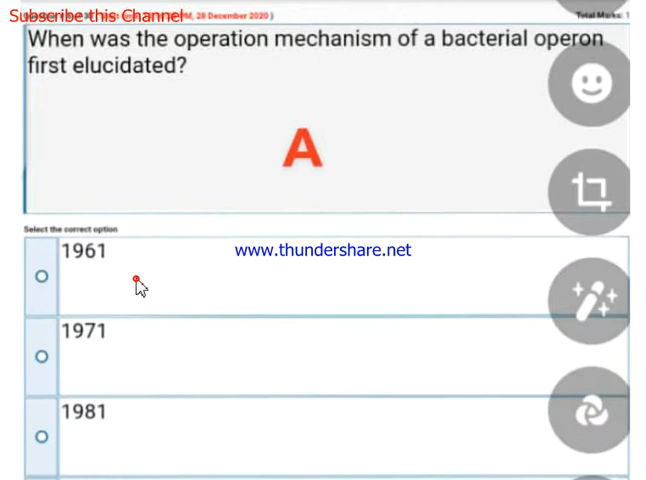 Subscribe this Channel
PM, 28 December 2020 )
Total Marks: 1
When was the operation mechanism of a bacterial operon
first elucidated?
A
Select the correct option
1961
www.thundershare.net
1971
1981